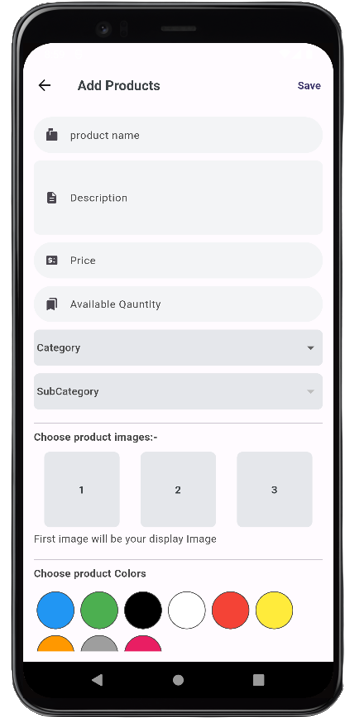 Add Products
Save
product name
Description
Price
Available Qauntity
Category
SubCategory
Choose product images:-
1 2 3
First image will be your display Image
Choose product Colors